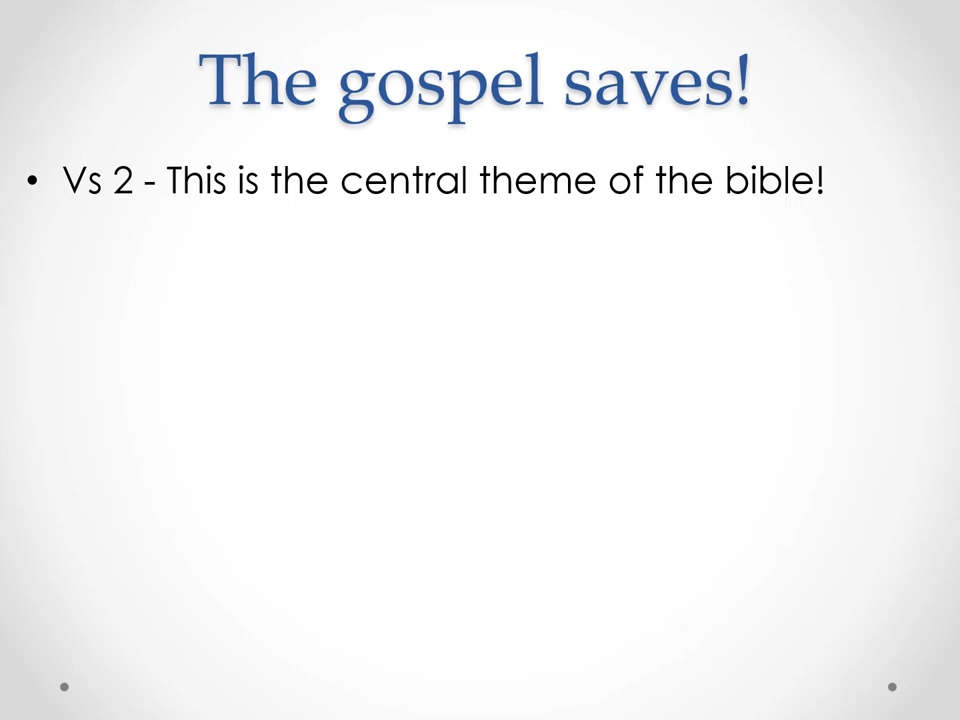 The gospel saves!
• Vs 2 - This is the central theme of the bible!